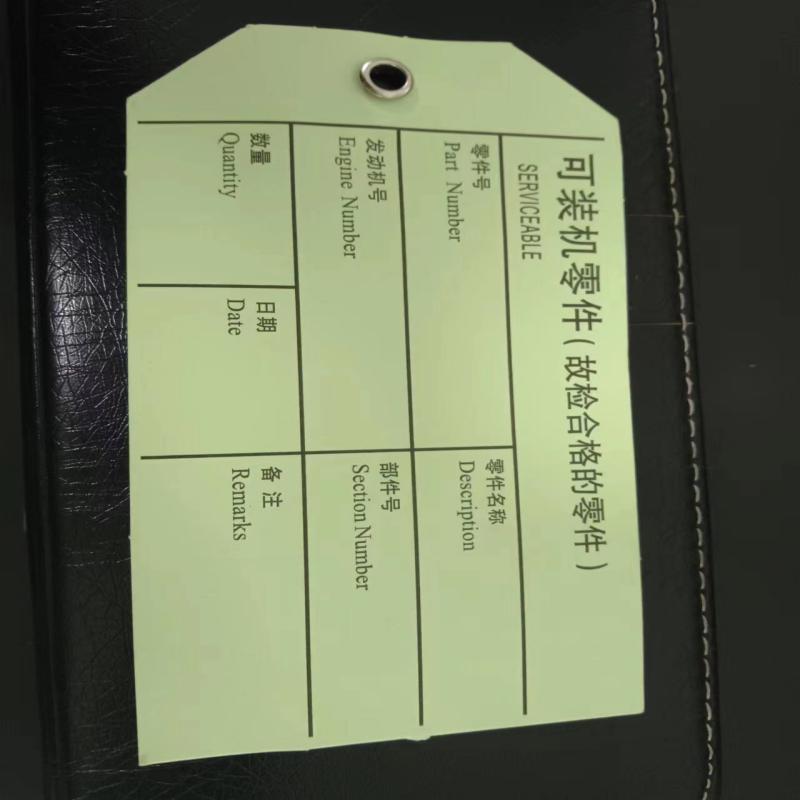 可装机零件(故检合格的零件)
SERVICEABLE
零件号
Part Number
零件名称
Description
发动机号
Engine Number
部件号
Section Number
数量
Quantity
日期
Date
备注
Remarks